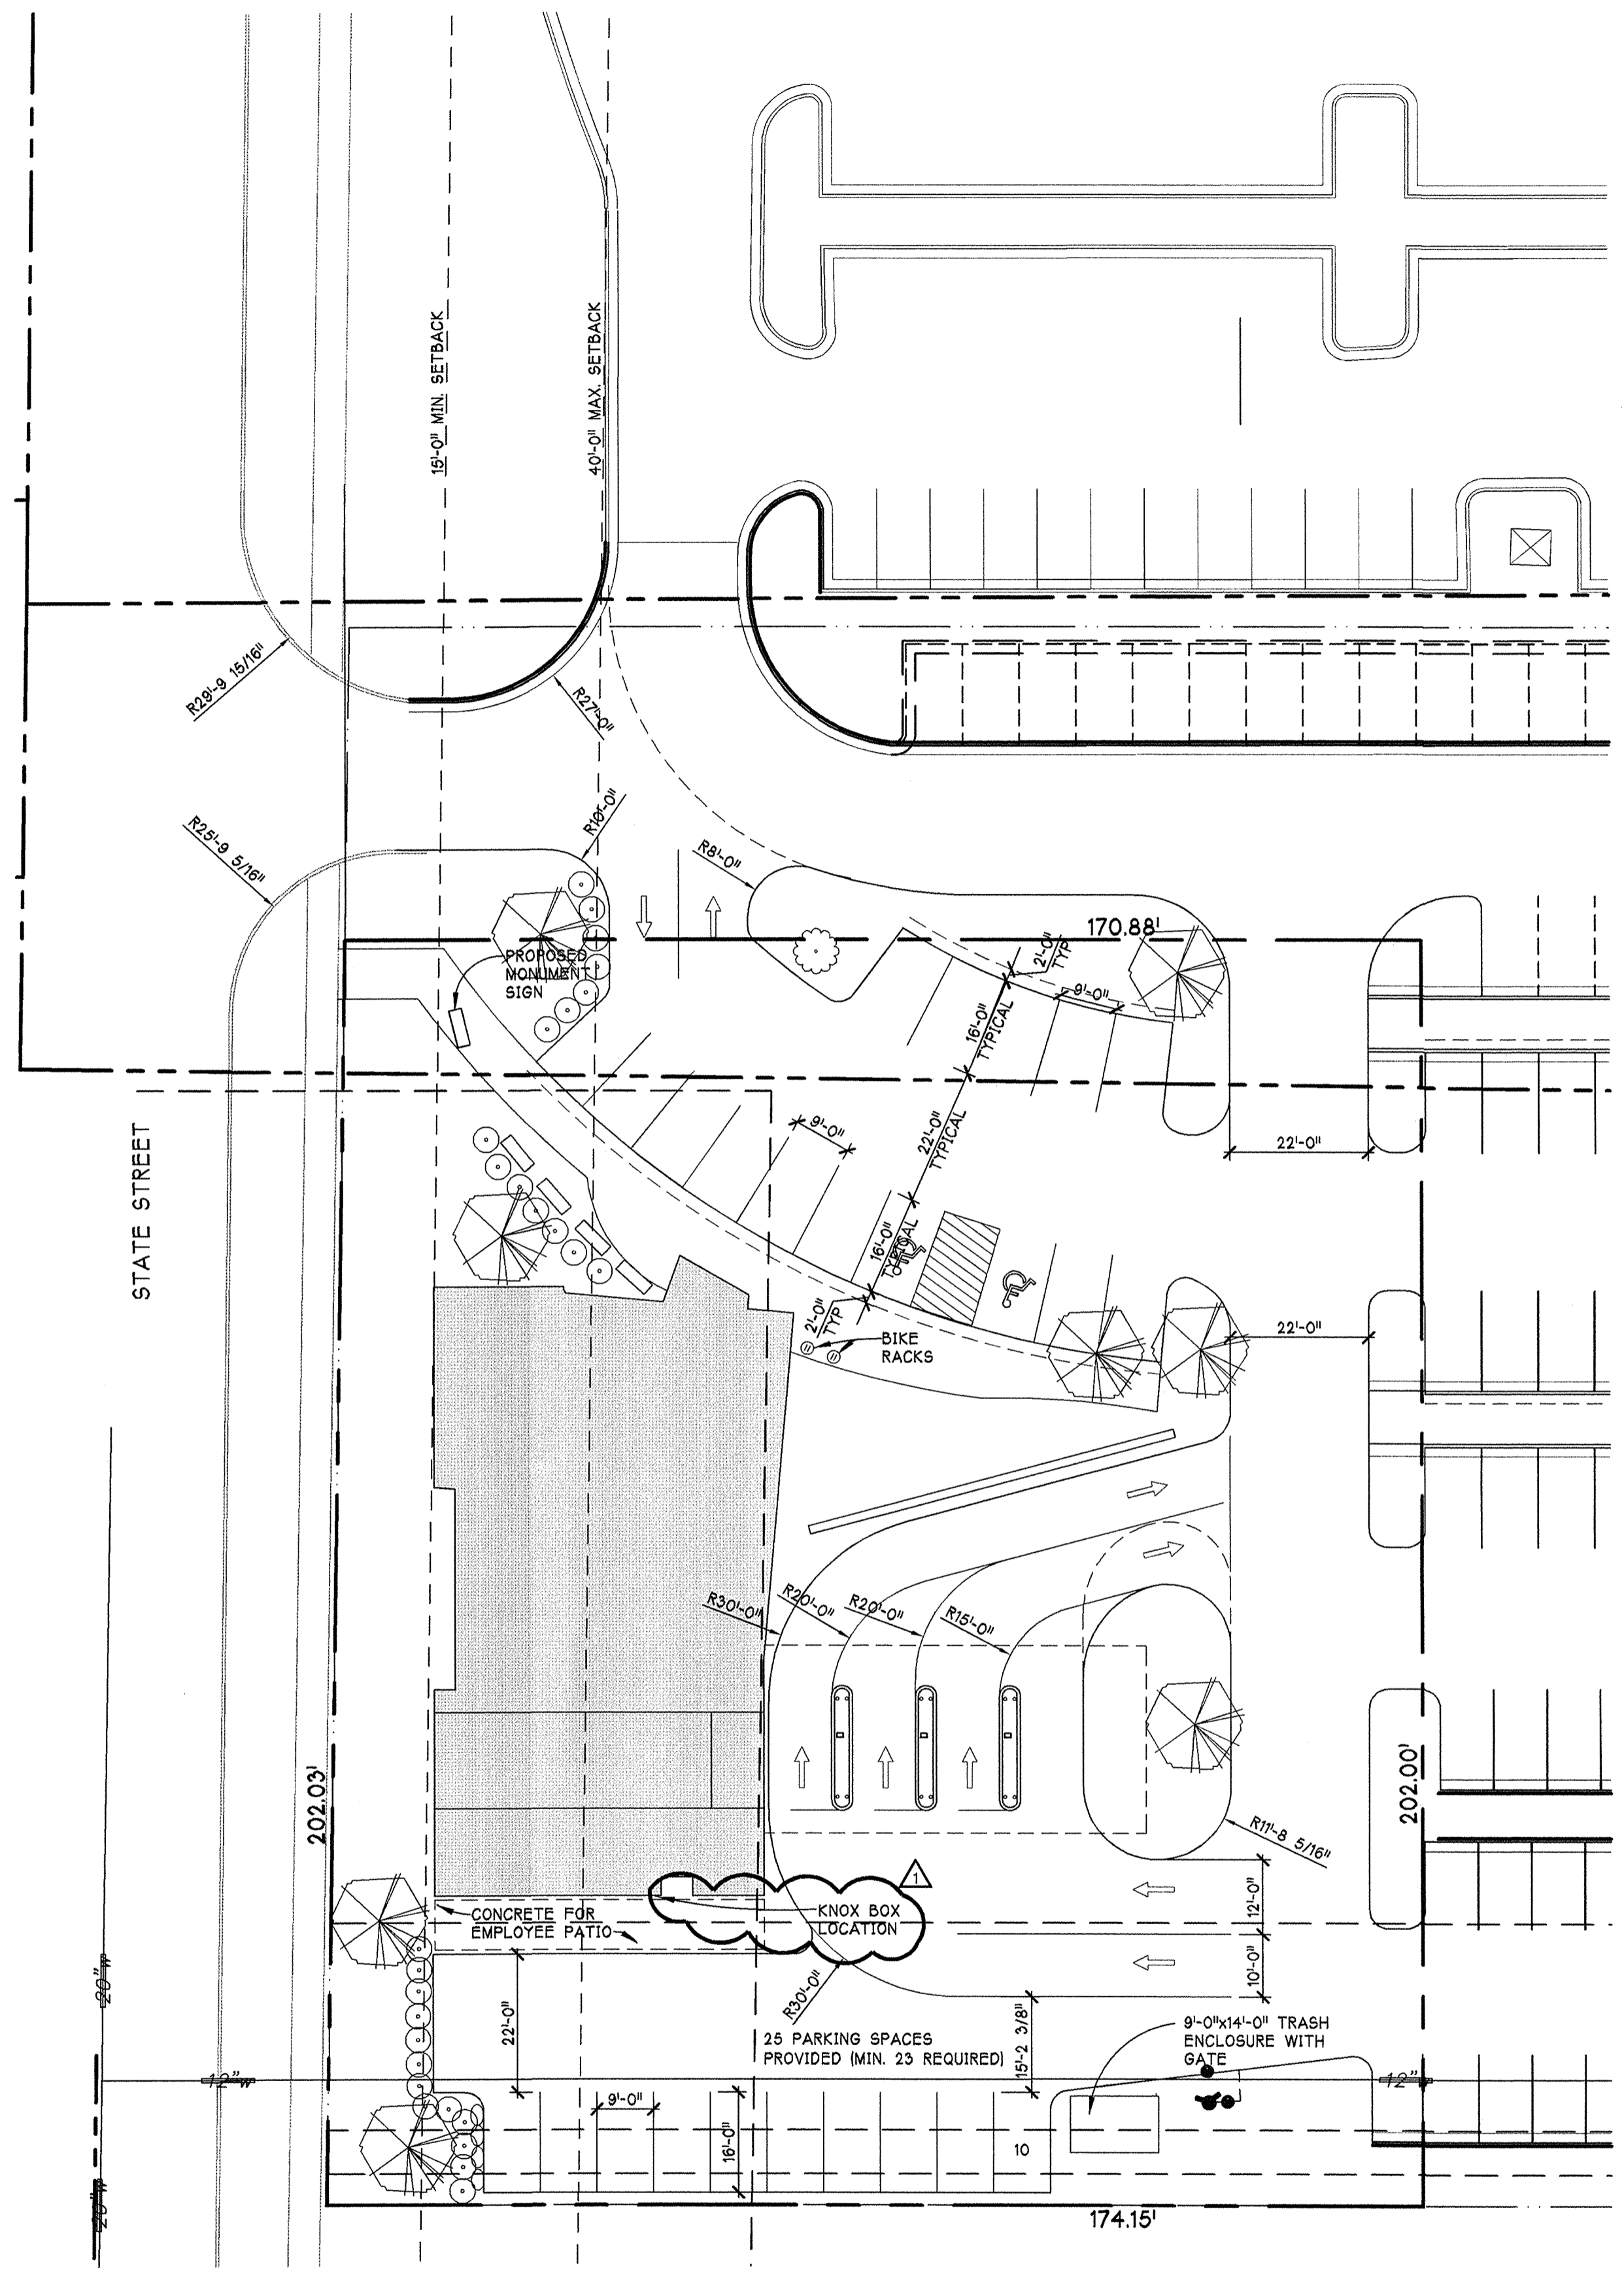 15'-0" MIN. SETBACK
40'-0" MAX. SETBACK
R29'-9 15/16"
R27'-0"
R25'-9 5/16"
R10'-0"
R8'-0"
170.88'
PROPOSED
MONUMENT
SIGN
2'-0"
TYP
9'-0"
16'-0"
TYPICAL
22'-0"
TYPICAL
9'-0"
22'-0"
STATE STREET
16'-0"
TYPICAL
2'-0"
TYP
BIKE
RACKS
22'-0"
R30'-0"
R20'-0"
R20'-0"
R15'-0"
202.03'
202.00'
R11'-8 5/16"
1
CONCRETE FOR
EMPLOYEE PATIO
KNOX BOX
LOCATION
12'-0"
10'-0"
R30'-0"
20"W
22'-0"
25 PARKING SPACES
PROVIDED (MIN. 23 REQUIRED)
15'-2 3/8"
9'-0"x14'-0" TRASH
ENCLOSURE WITH
GATE
12"W
12"W
9'-0"
16'-0"
10
20"W
174.15'